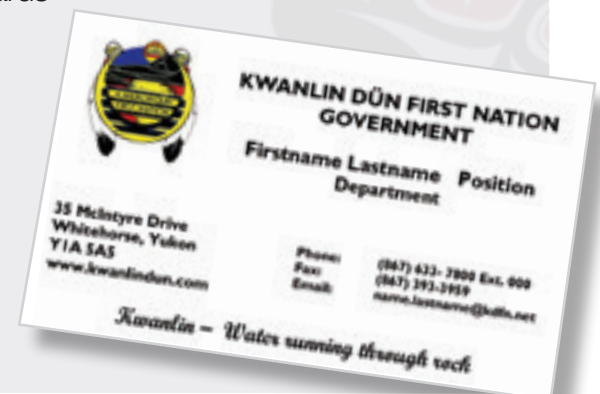 KWANLIN DÜN FIRST NATION
GOVERNMENT
Firstname Lastname Position
Department
35 McIntyre Drive
Whitehorse, Yukon
Y1A 5A5
www.kwanlindun.com
Phone: (867) 633- 7800 Ext. 000
Fax: (867) 393-3959
Email: name.lastname@kdfn.net
Kwanlin – Water running through rock